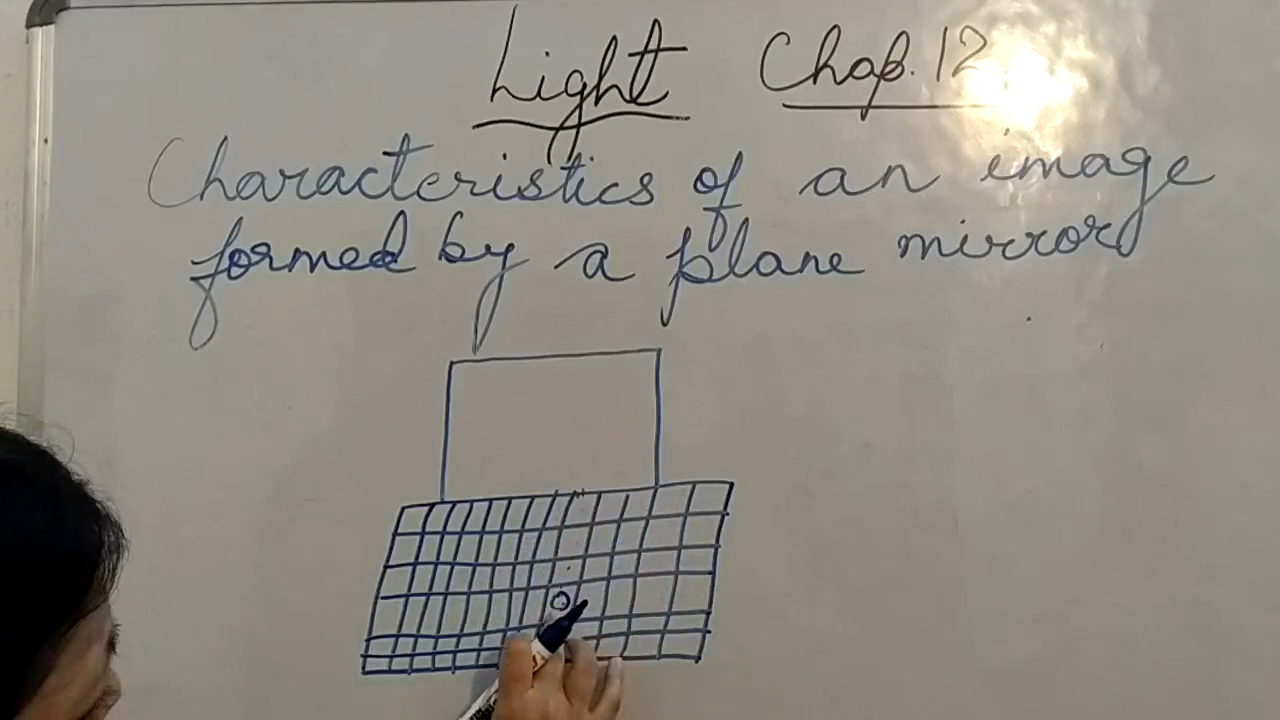 Light Chap. 12
Characteristics of an image
formed by a plane mirror